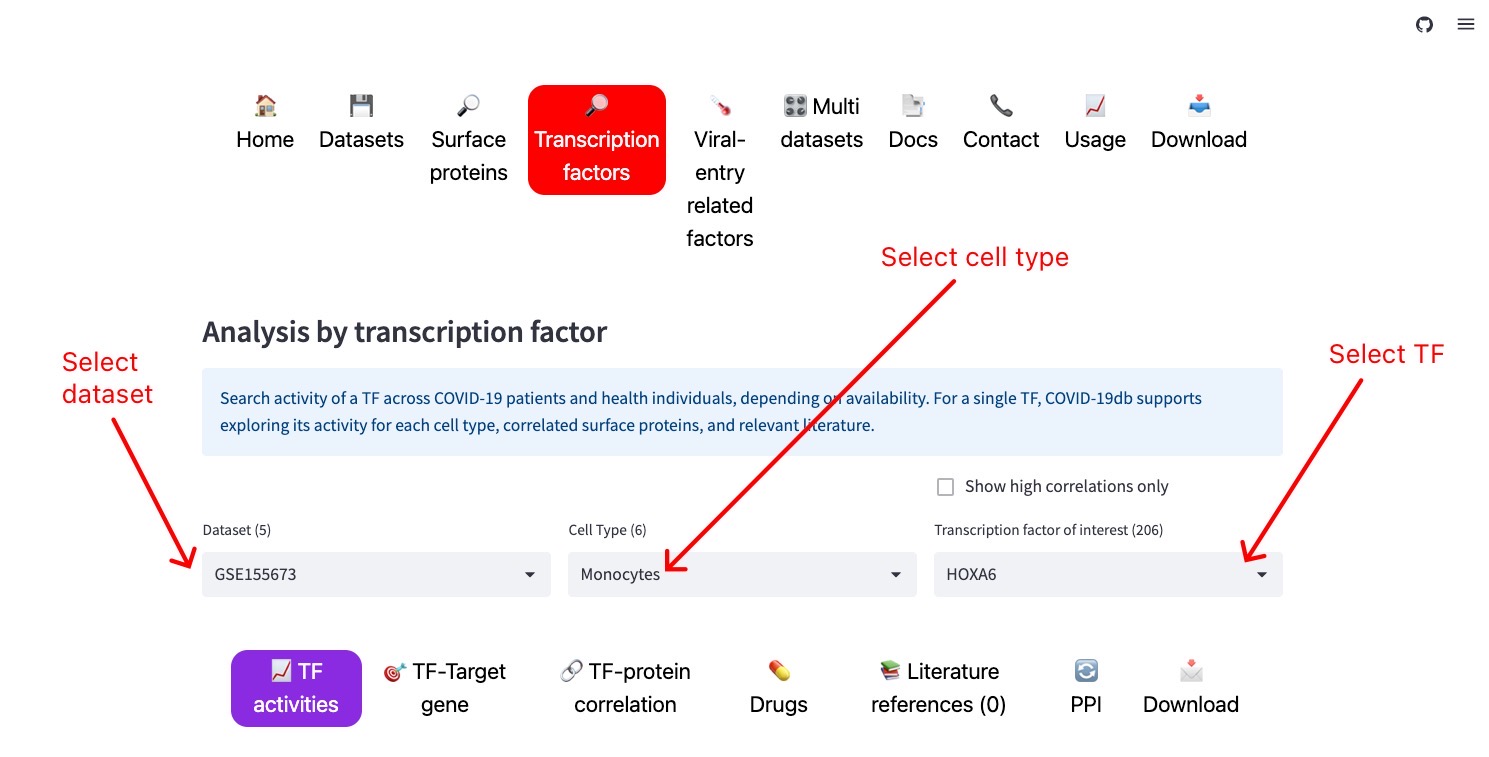 Home
Datasets
Surface
proteins
Transcription
factors
Viral-
entry
related
factors
Multi
datasets
Docs
Contact
Usage
Download
Select cell type
Analysis by transcription factor
Select
dataset
Select TF
Search activity of a TF across COVID-19 patients and health individuals, depending on availability. For a single TF, COVID-19db supports
exploring its activity for each cell type, correlated surface proteins, and relevant literature.
Show high correlations only
Dataset (5)
Cell Type (6)
Transcription factor of interest (206)
GSE155673
Monocytes
HOXA6
TF
activities
TF-Target
gene
TF-protein
correlation
Drugs
Literature
references (0)
PPI
Download